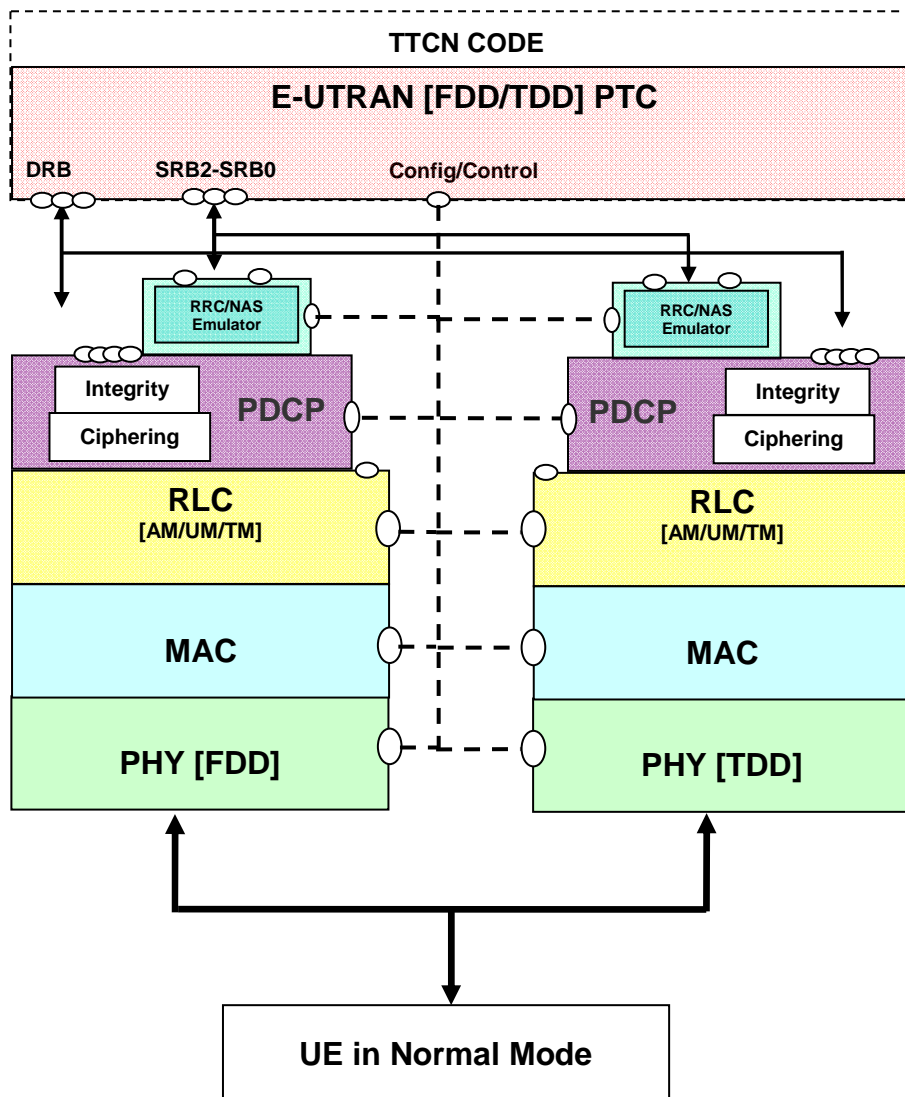 TTCN CODE
E-UTRAN [FDD/TDD] PTC
DRB
SRB2-SRB0
Config/Control
RRC/NAS
Emulator
RRC/NAS
Emulator
Integrity
Ciphering
PDCP
PDCP
Integrity
Ciphering
RLC
[AM/UM/TM]
RLC
[AM/UM/TM]
MAC
MAC
PHY [FDD]
PHY [TDD]
UE in Normal Mode